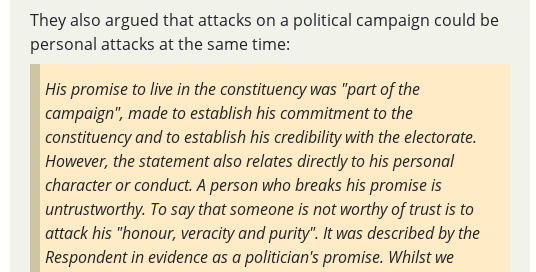 They also argued that attacks on a political campaign could be
personal attacks at the same time:
His promise to live in the constituency was "part of the
campaign", made to establish his commitment to the
constituency and to establish his credibility with the electorate.
However, the statement also relates directly to his personal
character or conduct. A person who breaks his promise is
untrustworthy. To say that someone is not worthy of trust is to
attack his "honour, veracity and purity". It was described by the
Respondent in evidence as a politician's promise. Whilst we